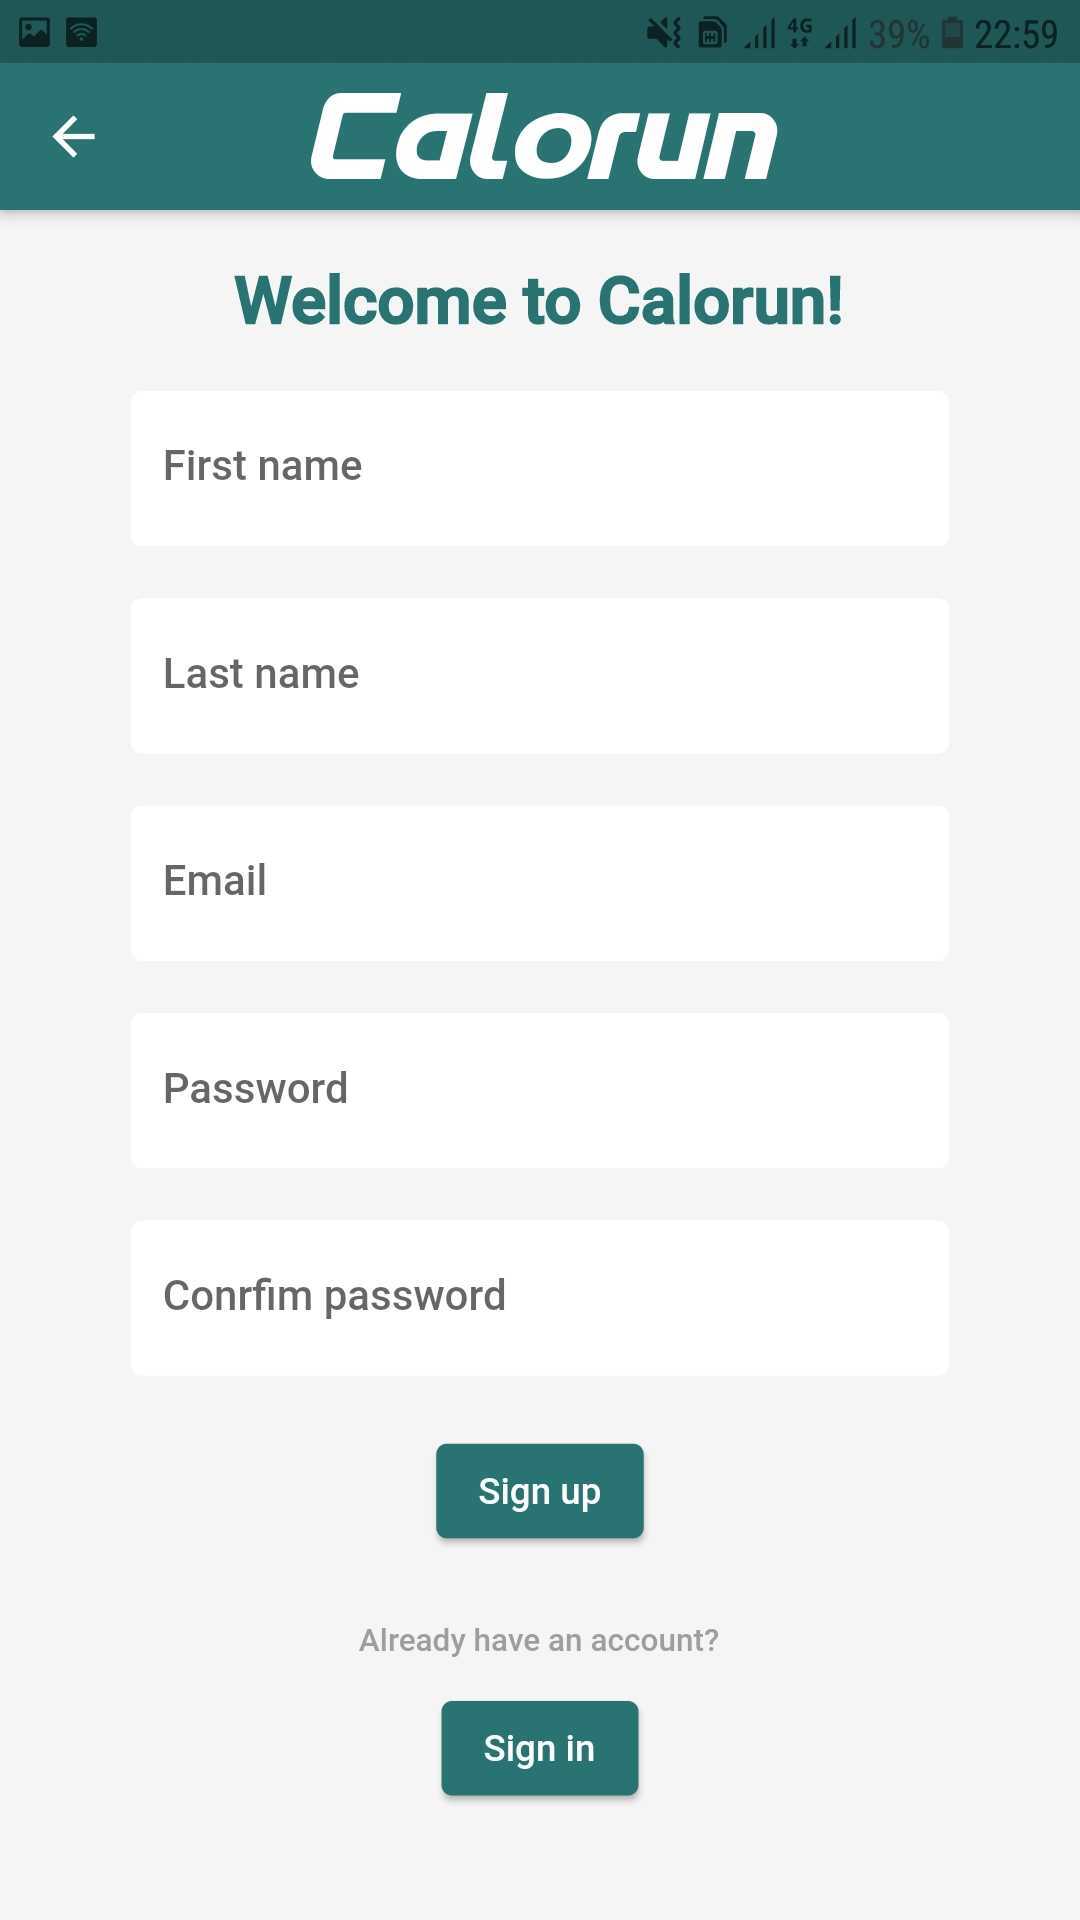 4G 39% 22:59
Calorun
Welcome to Calorun!
First name
Last name
Email
Password
Conrfim password
Sign up
Already have an account?
Sign in